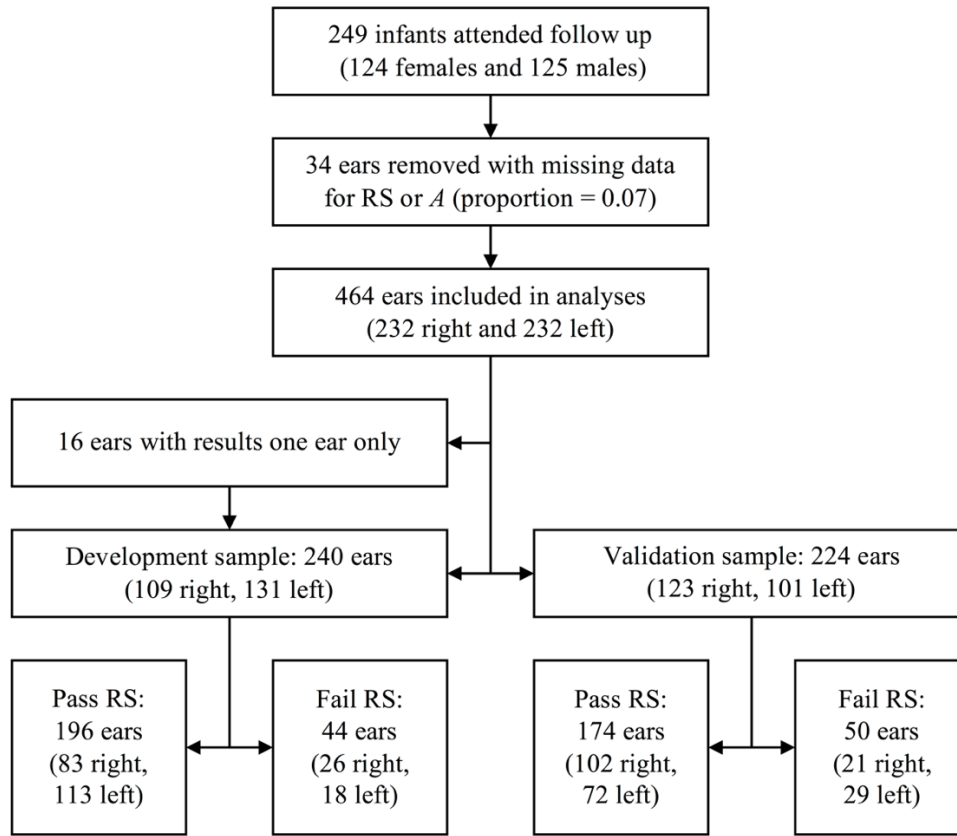 249 infants attended follow up
(124 females and 125 males)
34 ears removed with missing data
for RS or A (proportion = 0.07)
464 ears included in analyses
(232 right and 232 left)
16 ears with results one ear only
Development sample: 240 ears
(109 right, 131 left)
Validation sample: 224 ears
(123 right, 101 left)
Pass RS:
196 ears
(83 right,
113 left)
Fail RS:
44 ears
(26 right,
18 left)
Pass RS:
174 ears
(102 right,
72 left)
Fail RS:
50 ears
(21 right,
29 left)